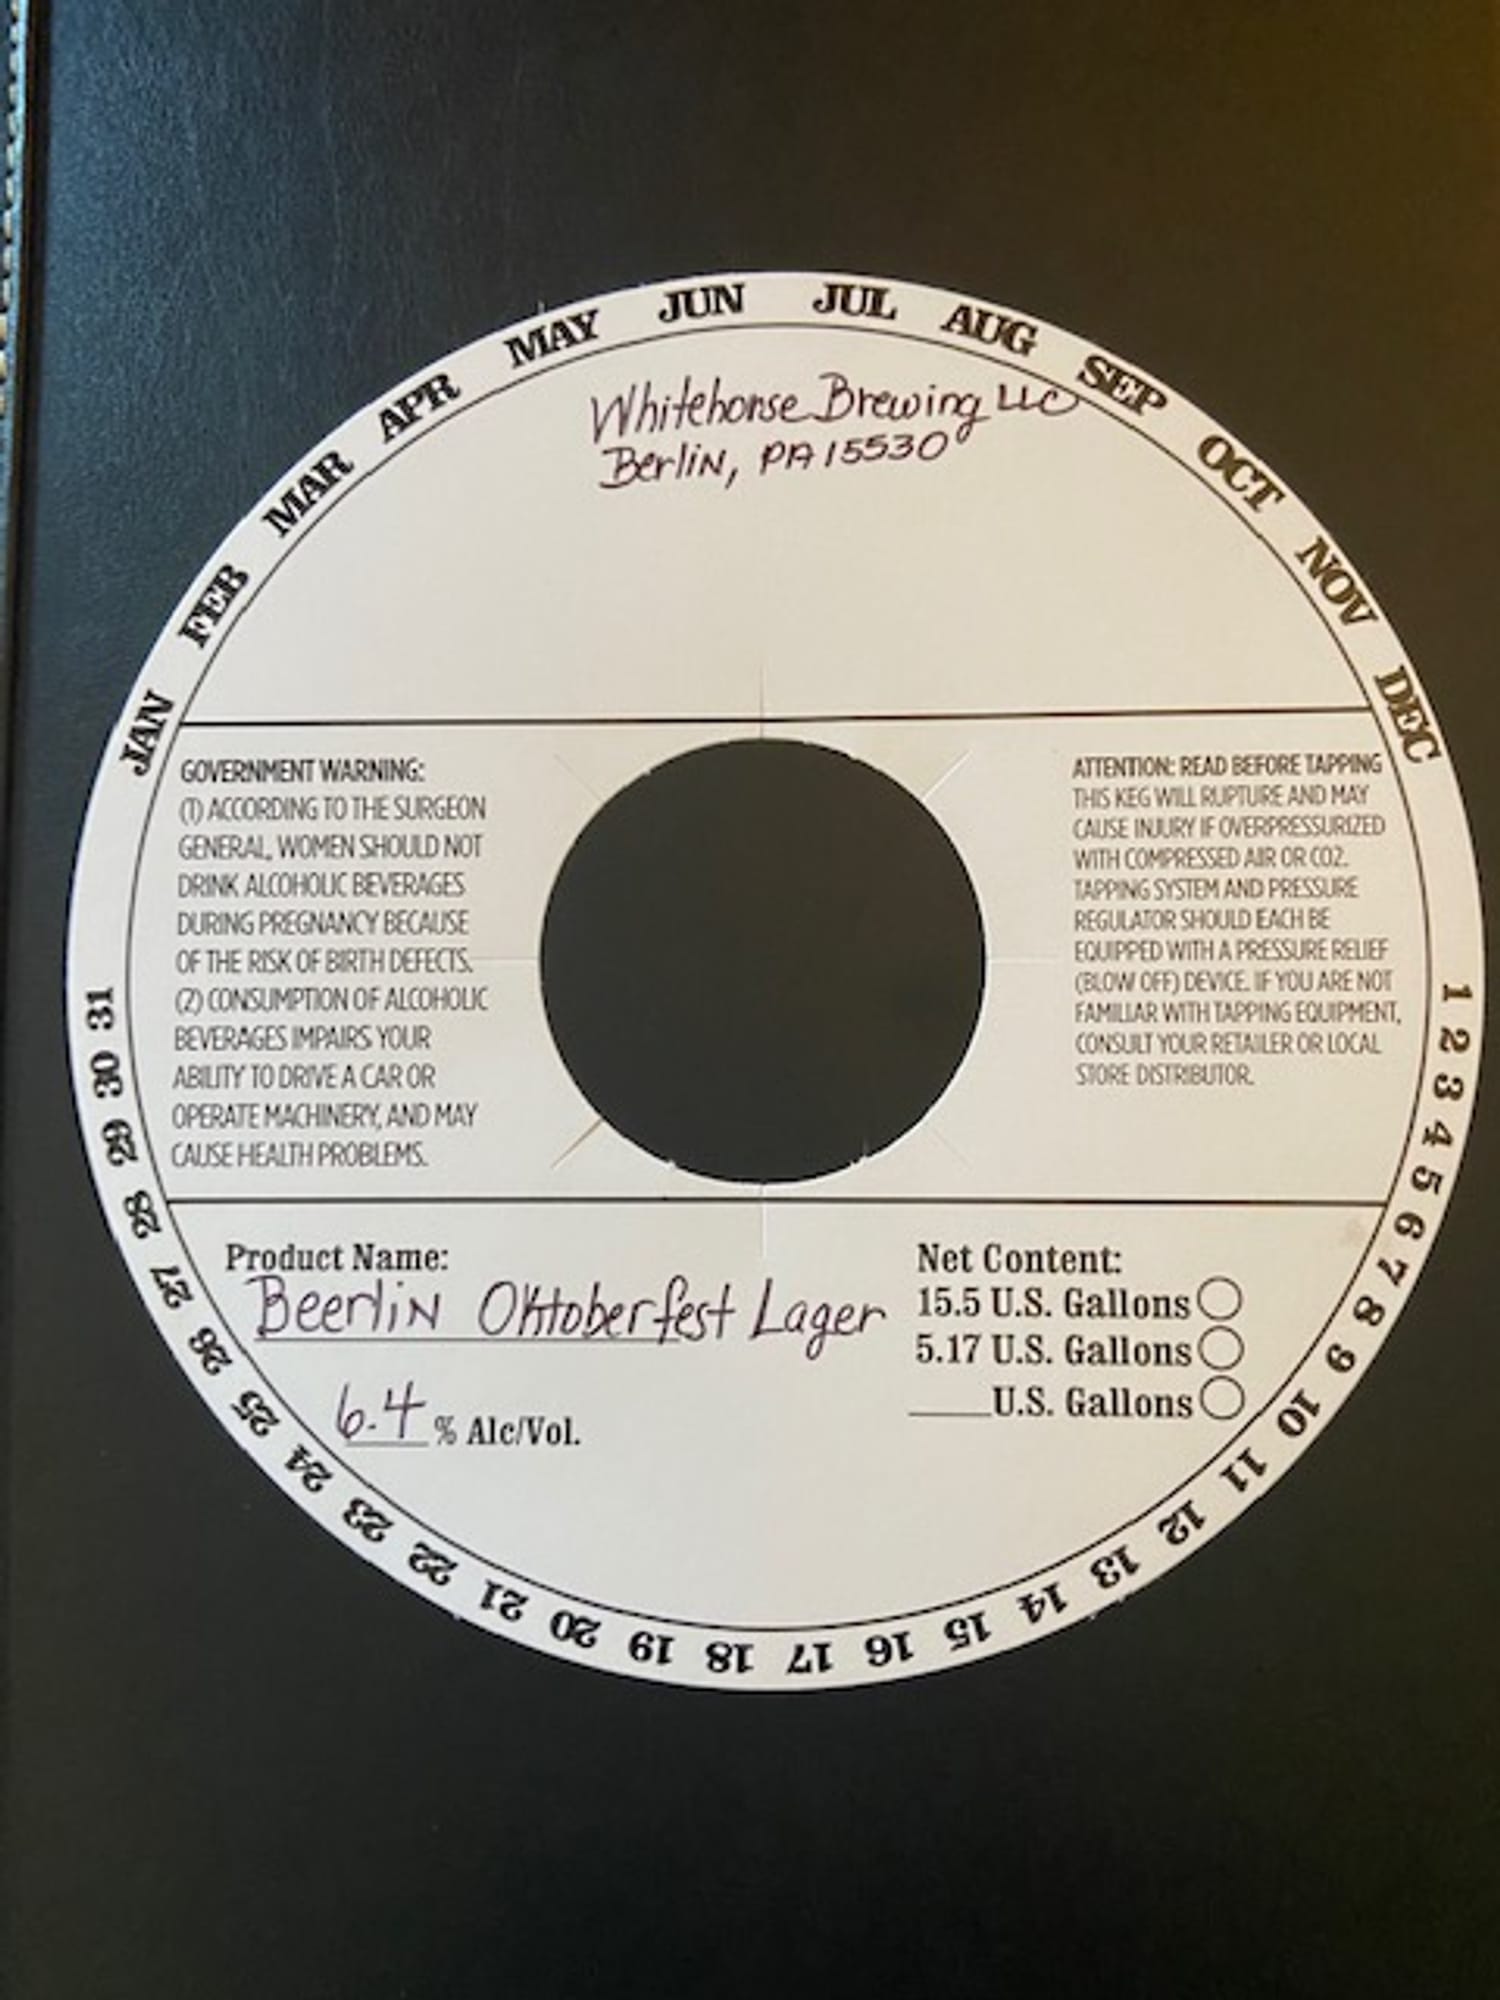 JAN FEB MAR APR MAY JUN JUL AUG SEP OCT NOV DEC
Whitehorse Brewing LLC
Berlin, PA 15530
GOVERNMENT WARNING:
(1) ACCORDING TO THE SURGEON
GENERAL, WOMEN SHOULD NOT
DRINK ALCOHOLIC BEVERAGES
DURING PREGNANCY BECAUSE
OF THE RISK OF BIRTH DEFECTS.
(2) CONSUMPTION OF ALCOHOLIC
BEVERAGES IMPAIRS YOUR
ABILITY TO DRIVE A CAR OR
OPERATE MACHINERY, AND MAY
CAUSE HEALTH PROBLEMS.
ATTENTION: READ BEFORE TAPPING
THIS KEG WILL RUPTURE AND MAY
CAUSE INJURY IF OVERPRESSURIZED
WITH COMPRESSED AIR OR CO2.
TAPPING SYSTEM AND PRESSURE
REGULATOR SHOULD EACH BE
EQUIPPED WITH A PRESSURE RELIEF
(BLOW OFF) DEVICE. IF YOU ARE NOT
FAMILIAR WITH TAPPING EQUIPMENT,
CONSULT YOUR RETAILER OR LOCAL
STORE DISTRIBUTOR.
Product Name:
Beerlin Oktoberfest Lager
6.4 % Alc/Vol.
Net Content:
15.5 U.S. Gallons
5.17 U.S. Gallons
____U.S. Gallons
1 2 3 4 5 6 7 8 9 10 11 12 13 14 15 16 17 18 19 20 21 22 23 24 25 26 27 28 29 30 31